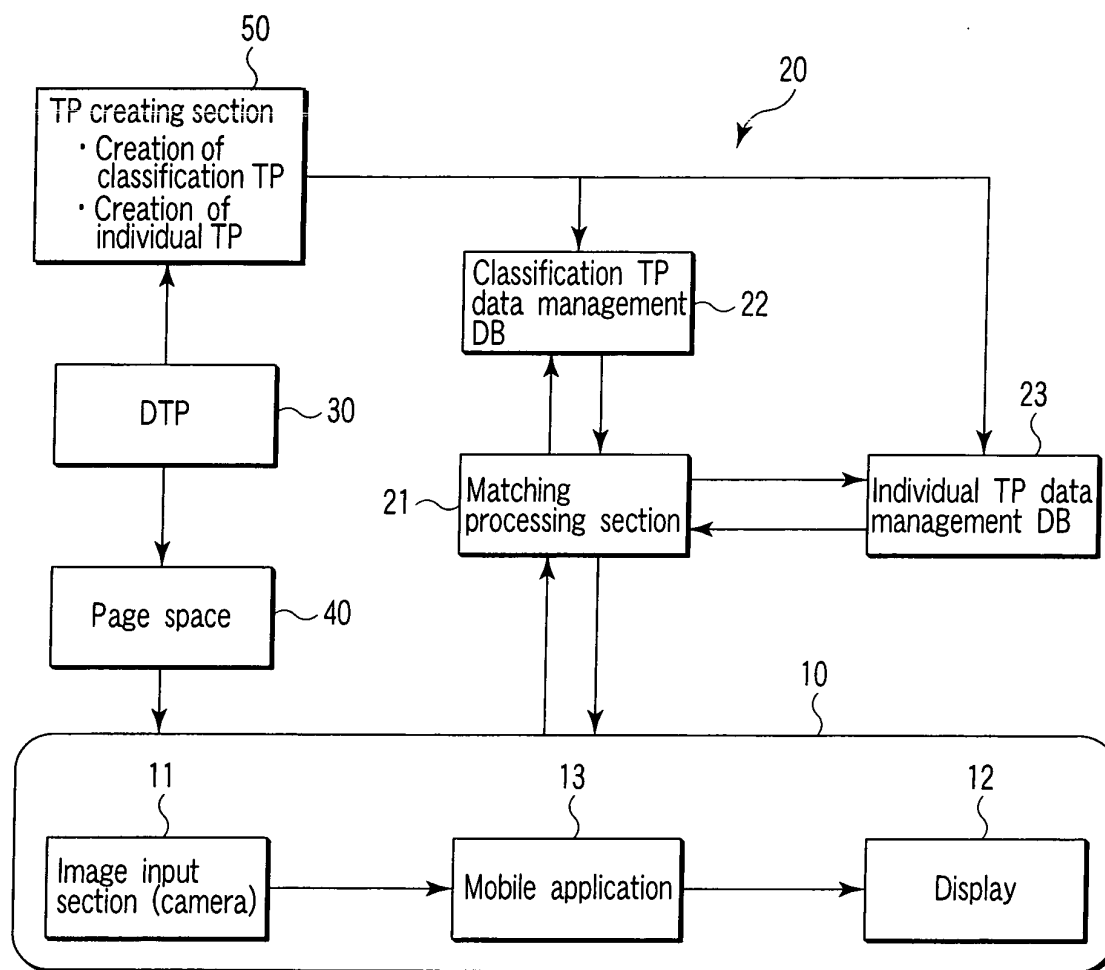 50
TP creating section
· Creation of
classification TP
· Creation of
individual TP
20
Classification TP
data management
DB
22
DTP
30
23
21
Matching
processing section
Individual TP data
management DB
Page space
40
10
11
13
12
Image input
section (camera)
Mobile application
Display